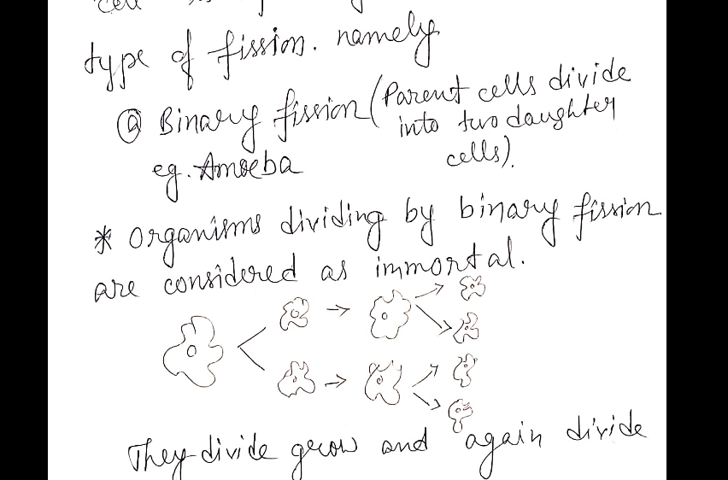 cell
type of fission. namely
ⓐ Binary fission (Parent cells divide
into two daughter
eg. Amoeba cells).
* Organisms dividing by binary fission
are considered as immortal.
They divide grow and again divide